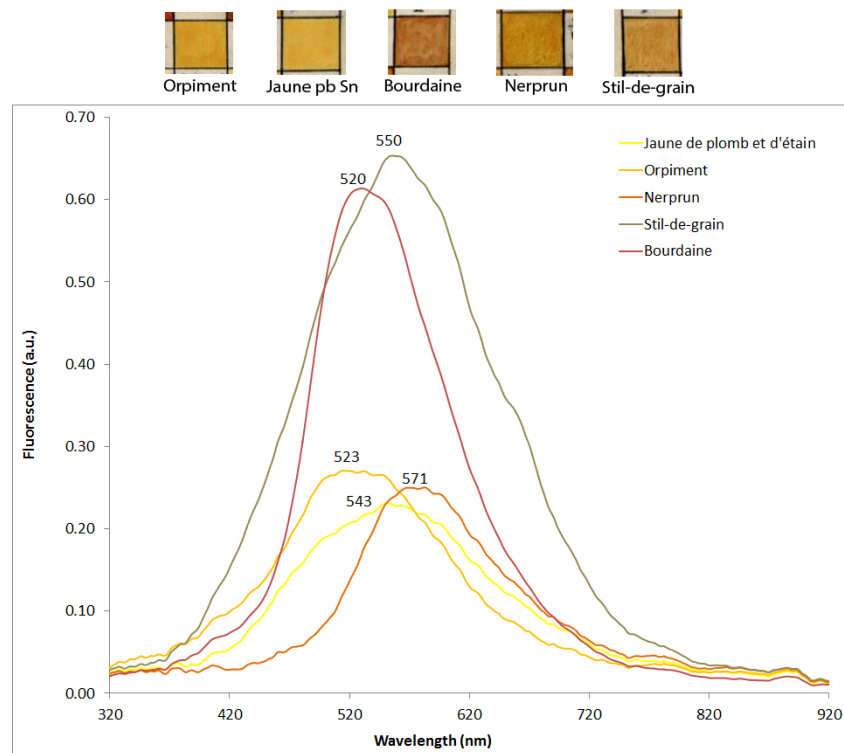 Orpiment Jaune pb Sn Bourdaine Nerprun Stil-de-grain
0.70
0.60
0.50
0.40
0.30
0.20
0.10
0.00
Fluorescence (a.u.)
550
520
523
571
543
Jaune de plomb et d'étain
Orpiment
Nerprun
Stil-de-grain
Bourdaine
320 420 520 620 720 820 920
Wavelength (nm)